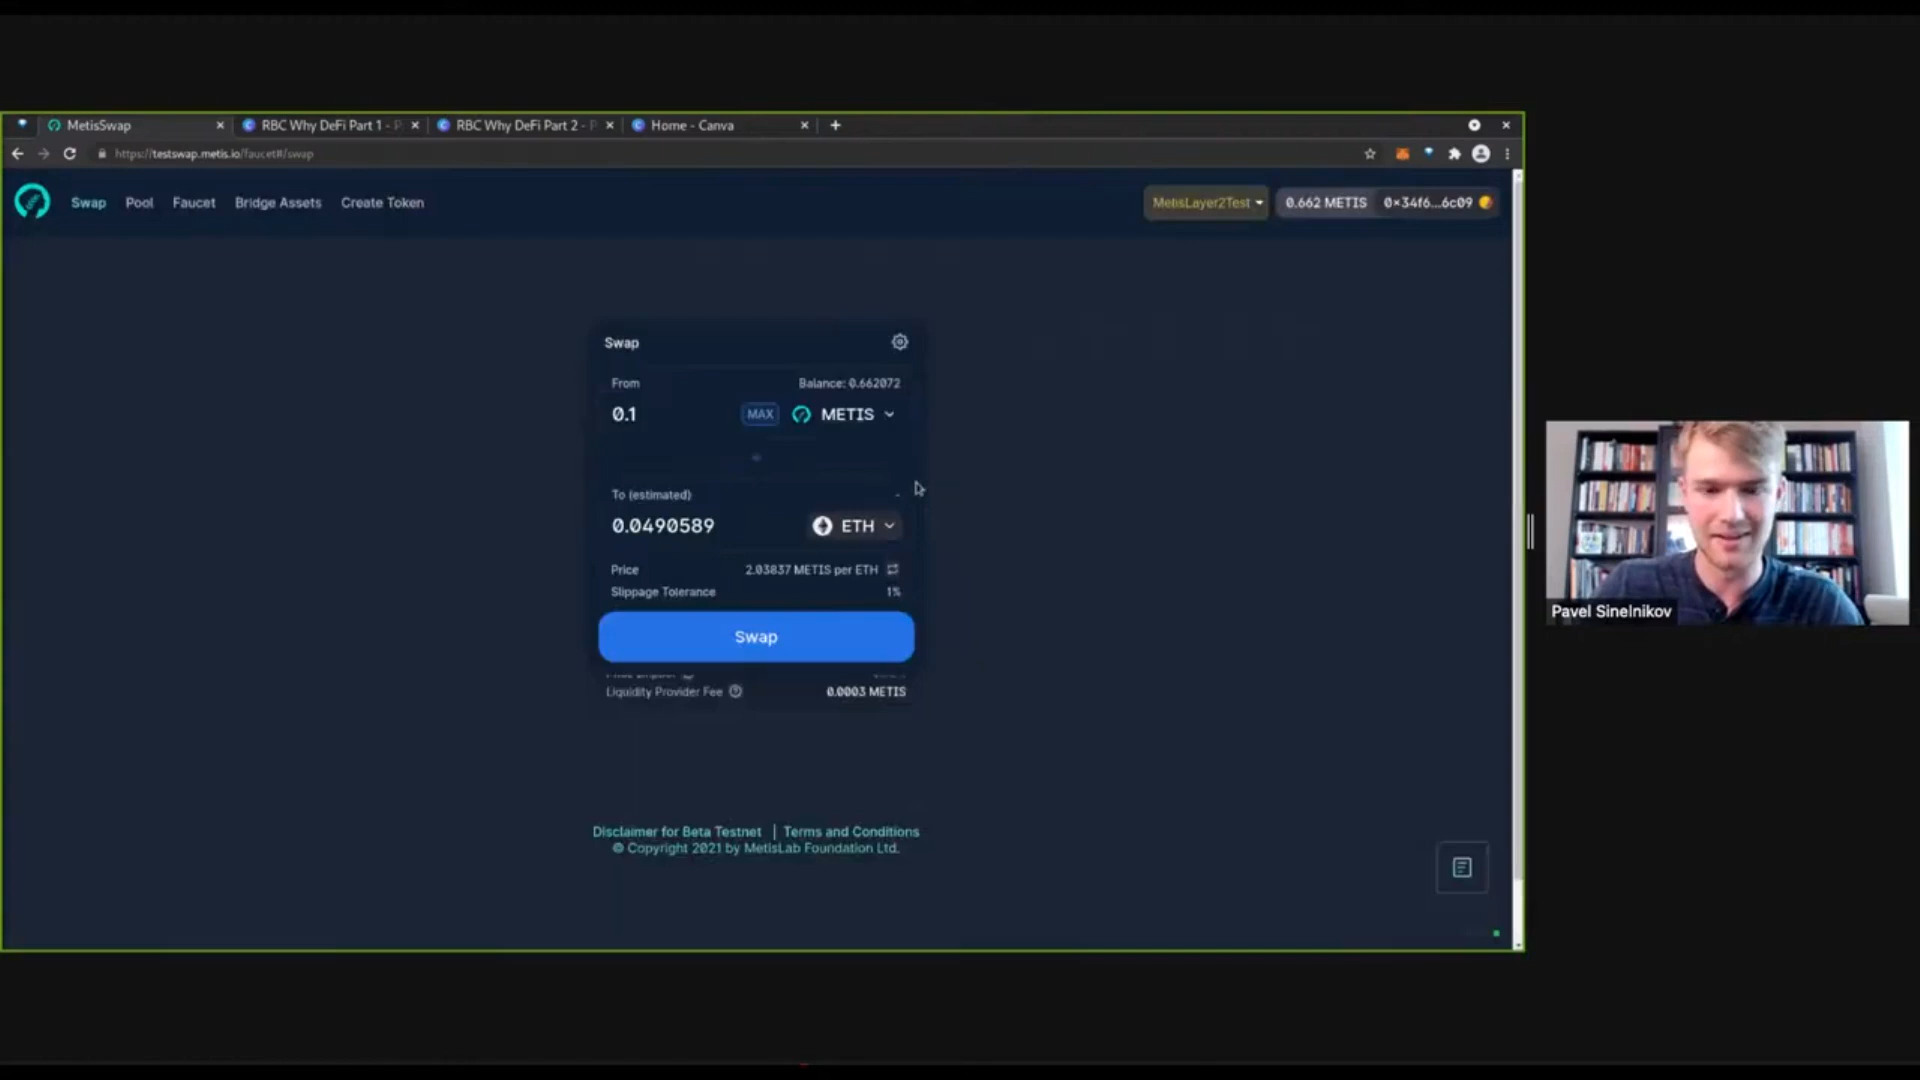 MetisSwap
RBC Why DeFi Part 1 - P
RBC Why DeFi Part 2 - P
Home - Canva
https://testswap.metis.io/faucet#/swap
Swap Pool Faucet Bridge Assets Create Token
MetisLayer2Test 0.662 METIS 0×34f6...6c09
Swap
From Balance: 0.662072
0.1 MAX METIS
To (estimated) -
0.0490589 ETH
Price 2.03837 METIS per ETH
Slippage Tolerance 1%
Swap
Liquidity Provider Fee ? 0.0003 METIS
Disclaimer for Beta Testnet | Terms and Conditions
© Copyright 2021 by MetisLab Foundation Ltd.
Pavel Sinelnikov